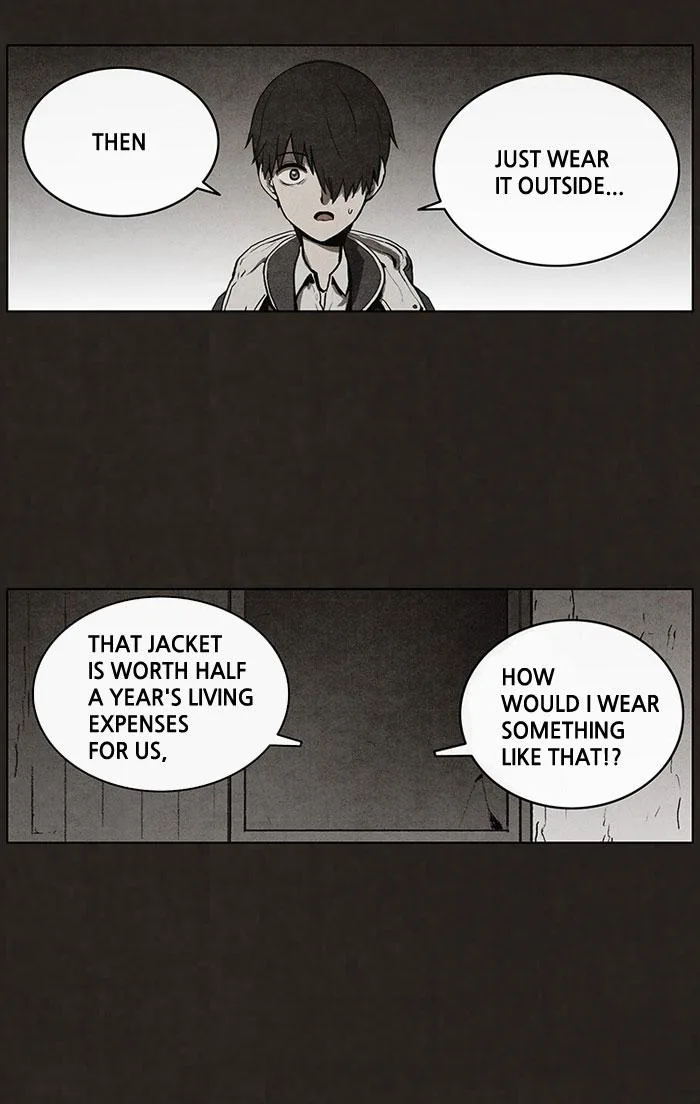 THEN
JUST WEAR
IT OUTSIDE...
THAT JACKET
IS WORTH HALF
A YEAR'S LIVING
EXPENSES
FOR US,
HOW
WOULD I WEAR
SOMETHING
LIKE THAT!?